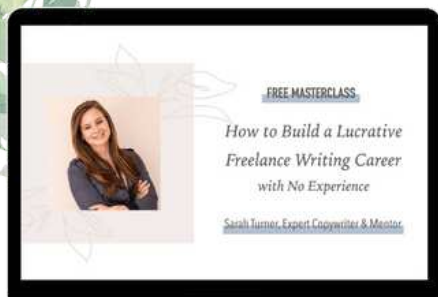 FREE MASTERCLASS
How to Build a Lucrative
Freelance Writing Career
with No Experience
Sarah Turner, Expert Copywriter & Mentor